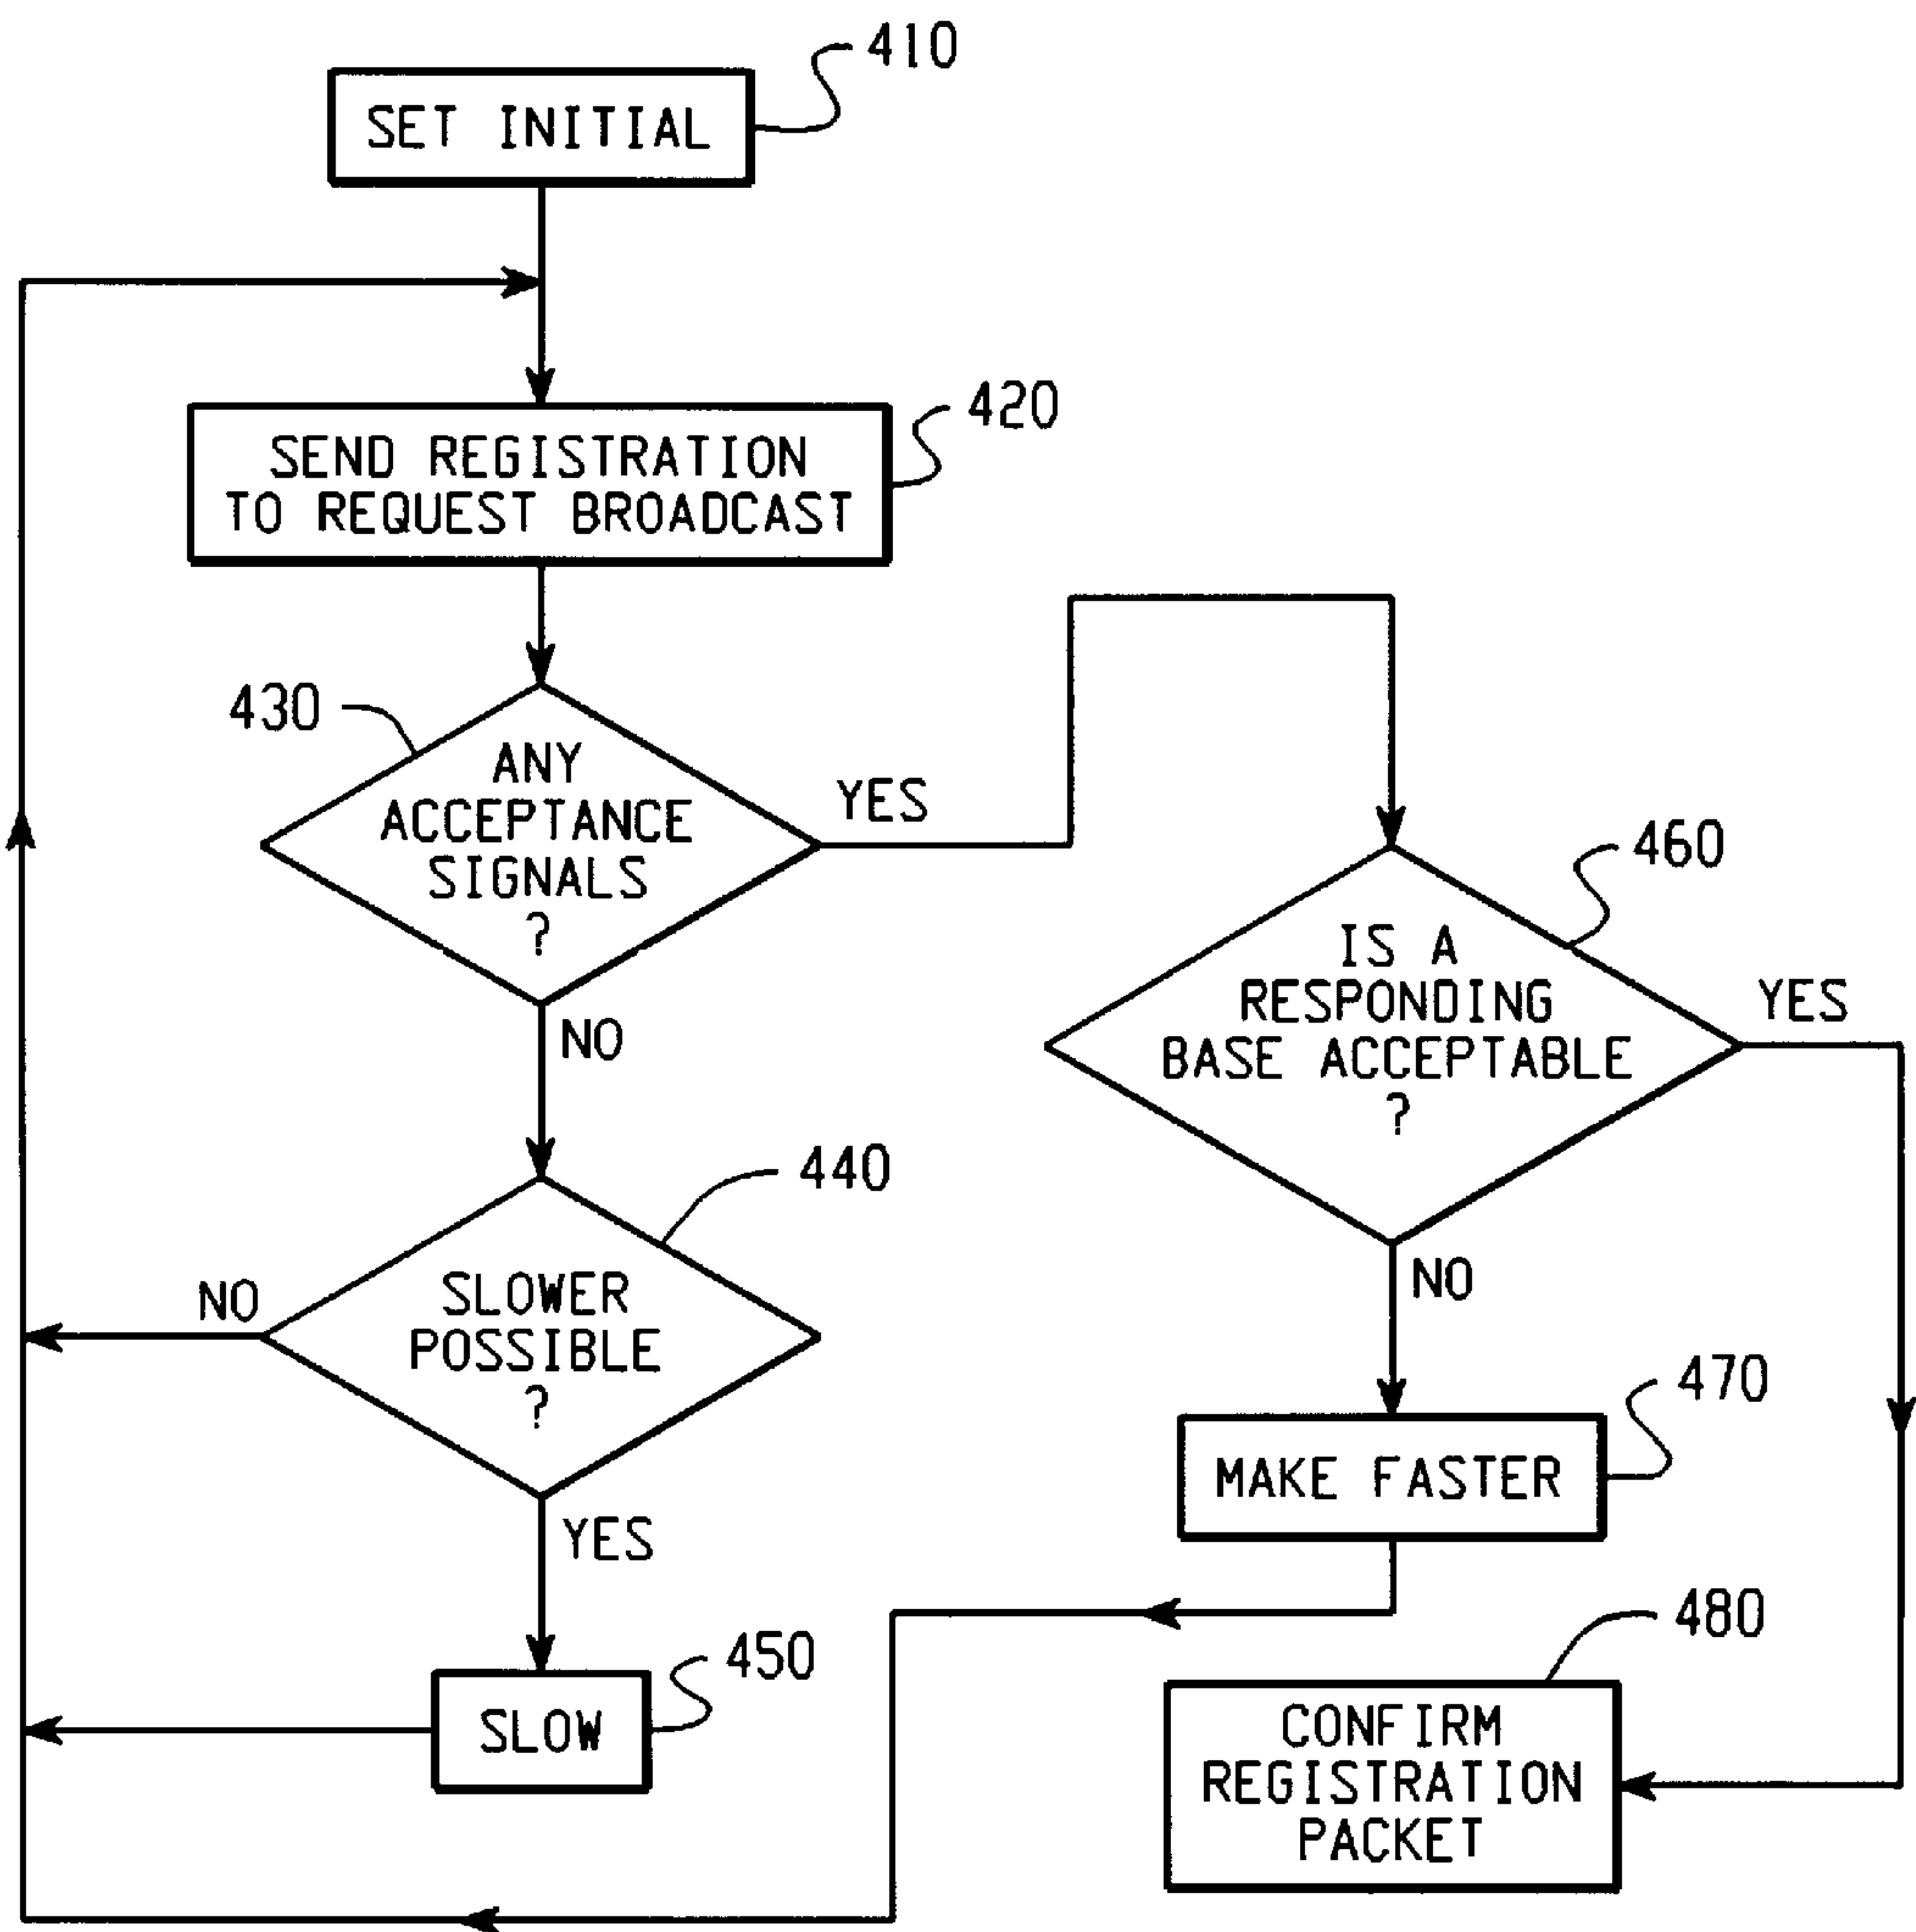 410
SET INITIAL
420
SEND REGISTRATION
TO REQUEST BROADCAST
430
ANY
ACCEPTANCE
SIGNALS
?
YES
NO
460
IS A
RESPONDING
BASE ACCEPTABLE
?
YES
NO
440
SLOWER
POSSIBLE
?
NO
YES
470
MAKE FASTER
450
SLOW
480
CONFIRM
REGISTRATION
PACKET